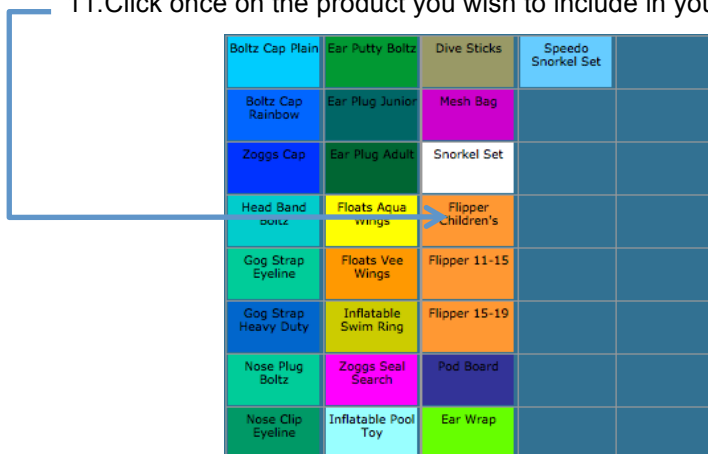 11.Click once on the product you wish to include in you
Boltz Cap Plain Ear Putty Boltz Dive Sticks Speedo
Snorkel Set
Boltz Cap
Rainbow Ear Plug Junior Mesh Bag
Zoggs Cap Ear Plug Adult Snorkel Set
Head Band
Boltz Floats Aqua
Wings Flipper
Children's
Gog Strap
Eyeline Floats Vee
Wings Flipper 11-15
Gog Strap
Heavy Duty Inflatable
Swim Ring Flipper 15-19
Nose Plug
Boltz Zoggs Seal
Search Pod Board
Nose Clip
Eyeline Inflatable Pool
Toy Ear Wrap